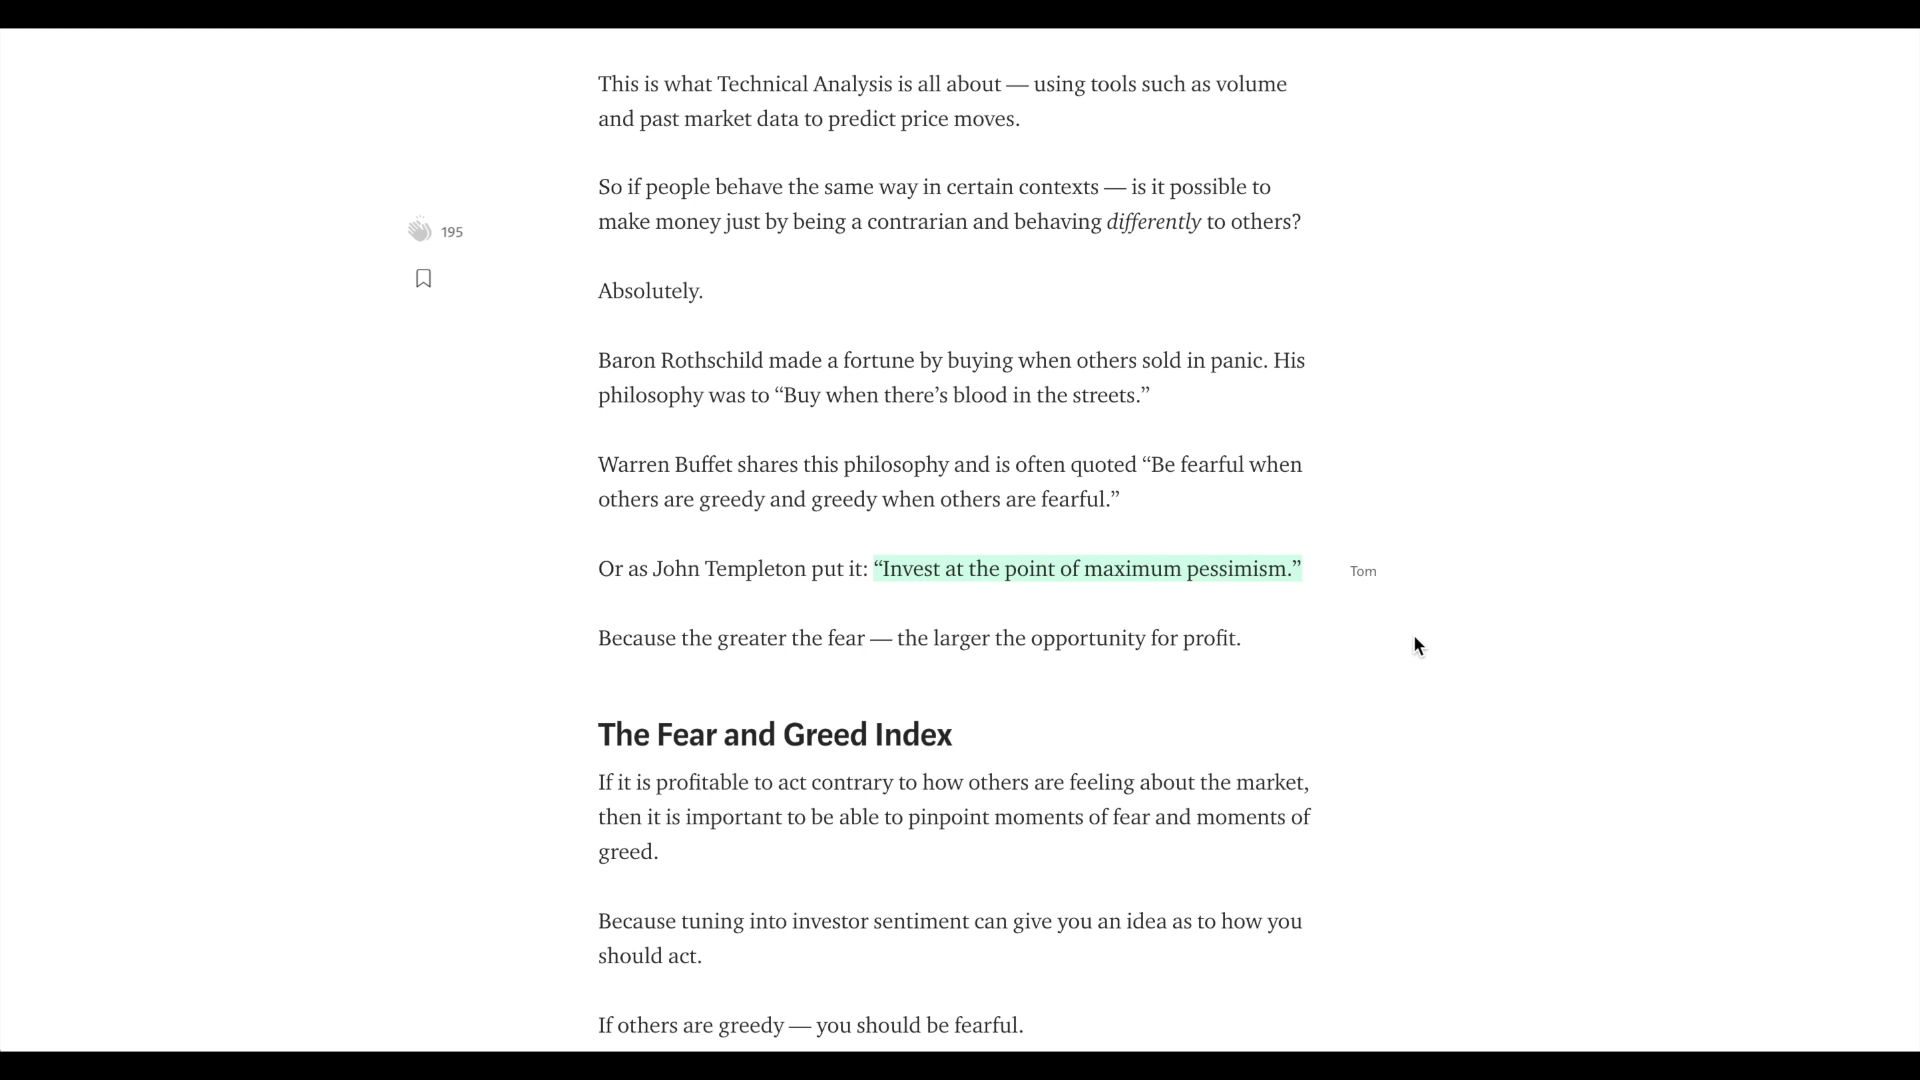 This is what Technical Analysis is all about — using tools such as volume
and past market data to predict price moves.
So if people behave the same way in certain contexts — is it possible to
make money just by being a contrarian and behaving differently to others?
195
Absolutely.
Baron Rothschild made a fortune by buying when others sold in panic. His
philosophy was to “Buy when there’s blood in the streets.”
Warren Buffet shares this philosophy and is often quoted “Be fearful when
others are greedy and greedy when others are fearful.”
Or as John Templeton put it: “Invest at the point of maximum pessimism.”
Tom
Because the greater the fear — the larger the opportunity for profit.
The Fear and Greed Index
If it is profitable to act contrary to how others are feeling about the market,
then it is important to be able to pinpoint moments of fear and moments of
greed.
Because tuning into investor sentiment can give you an idea as to how you
should act.
If others are greedy — you should be fearful.